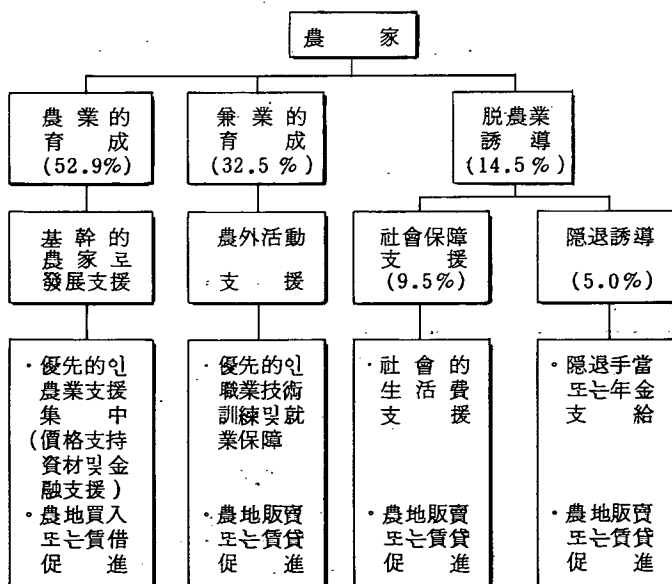 農家
農業的
育成
(52.9%)
兼業的
育成
(32.5%)
脱農業
誘導
(14.5%)
基幹的
農家로
發展支援
農外活動
支援
社會保障
支援
(9.5%)
隠退誘導
(5.0%)
·優先的인
農業支援
集中
(價格支持
資材및金
融支援)
·農地買入
또는賃借
促進
·優先的인
職業技術
訓練및就
業保障
·農地販賣
또는賃貸
促進
·社會的
生活費
支援
·農地販賣
또는賃貸
促進
·隠退手當
또는年金
支給
·農地販賣
또는賃貸
促進